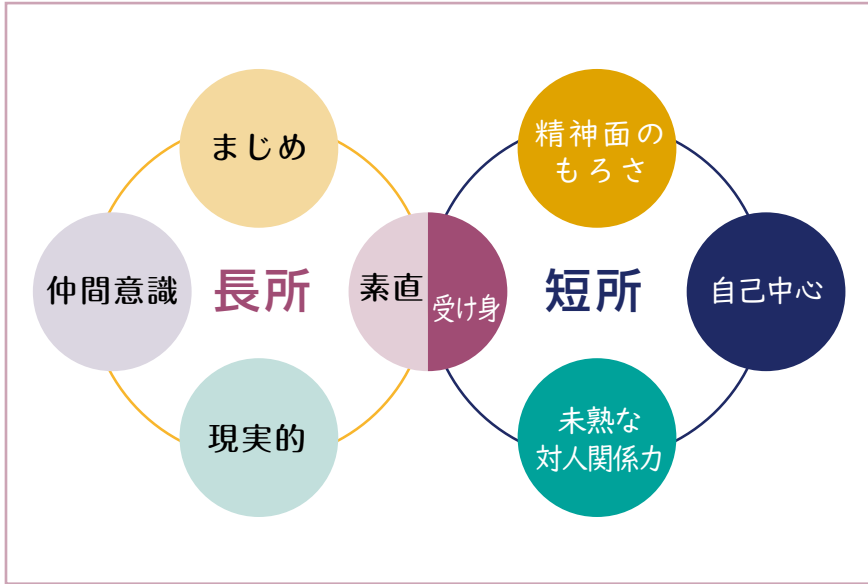 まじめ
仲間意識
長所
素直
現実的
精神面の
もろさ
受け身
短所
自己中心
未熟な
対人関係力